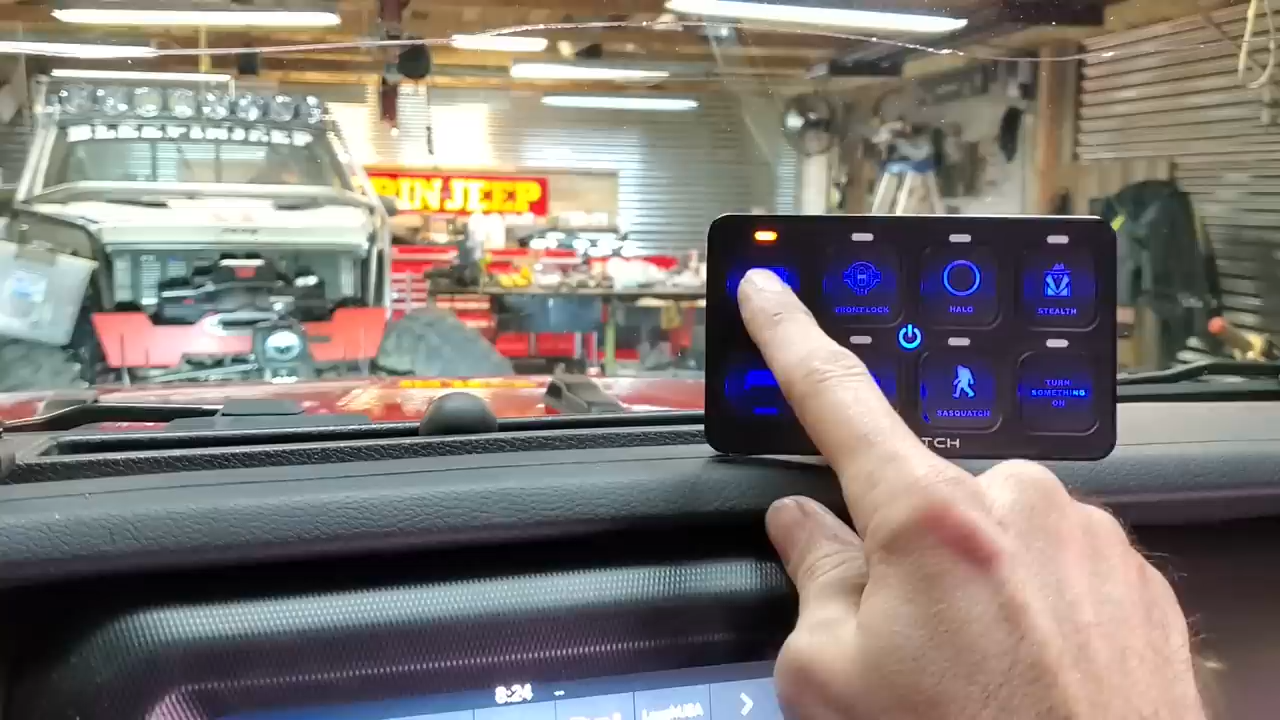 BLEEPINJEEP
PINJEEP
FRONT LOCK
HALO
STEALTH
SASQUATCH
TURN
SOMETHING
ON
TCH
8:24